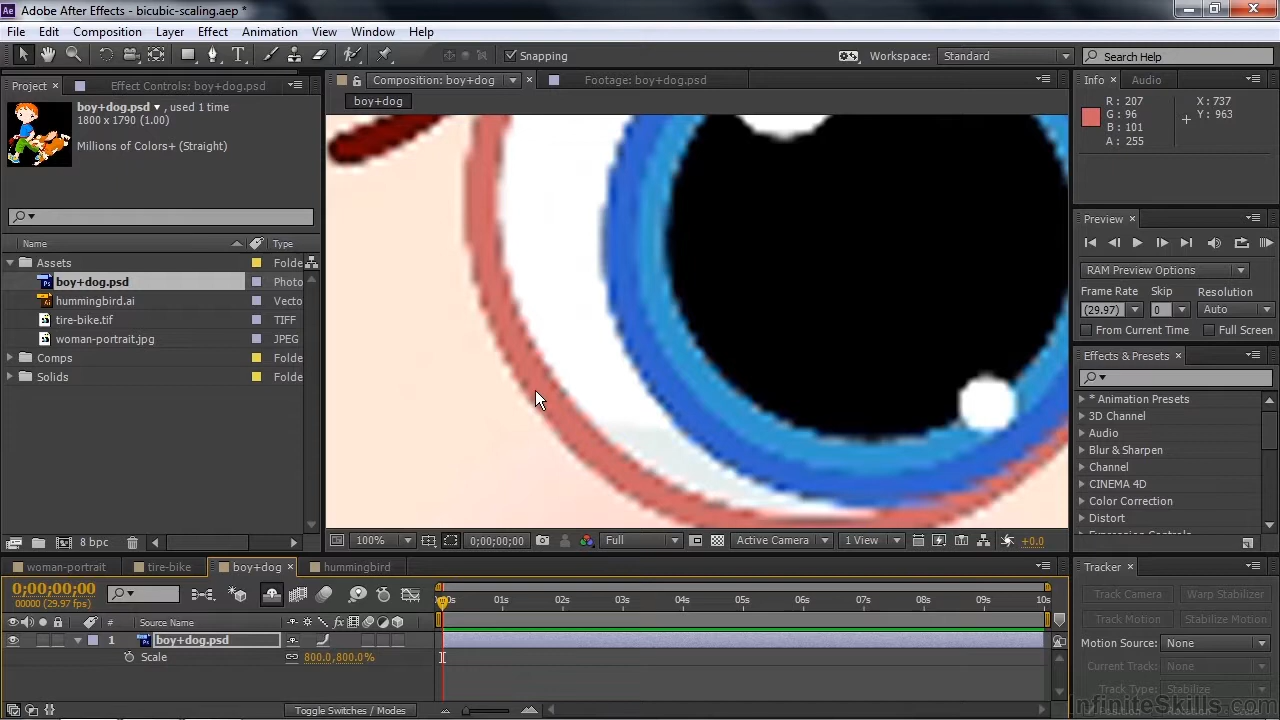 Adobe After Effects - bicubic-scaling.aep *
File Edit Composition Layer Effect Animation View Window Help
Snapping
Workspace: Standard
Search Help
Project
Effect Controls: boy+dog.psd
boy+dog.psd, used 1 time
1800 x 1790 (1.00)
Millions of Colors+ (Straight)
Name Type
Assets Folde
boy+dog.psd Photo
hummingbird.ai Vecto
tire-bike.tif TIFF
woman-portrait.jpg JPEG
Comps Folde
Solids Folde
8 bpc
Composition: boy+dog
Footage: boy+dog.psd
boy+dog
100% 0;00;00;00 Full Active Camera 1 View +0.0
Info Audio
R: 207 X: 737
G: 96 Y: 963
B: 101
A: 255
Preview
RAM Preview Options
Frame Rate Skip Resolution
(29.97) 0 Auto
From Current Time Full Screen
Effects & Presets
* Animation Presets
3D Channel
Audio
Blur & Sharpen
Channel
CINEMA 4D
Color Correction
Distort
woman-portrait tire-bike boy+dog hummingbird
0;00;00;00
00000 (29.97 fps)
01s 02s 03s 04s 05s 06s 07s 08s 09s 10s
# Source Name
1 boy+dog.psd
Scale 800.0,800.0%
Toggle Switches / Modes
Tracker
Track Camera Warp Stabilizer
Track Motion Stabilize Motion
Motion Source: None
Current Track: None
Track Type: Stabilize
InfiniteSkills.com